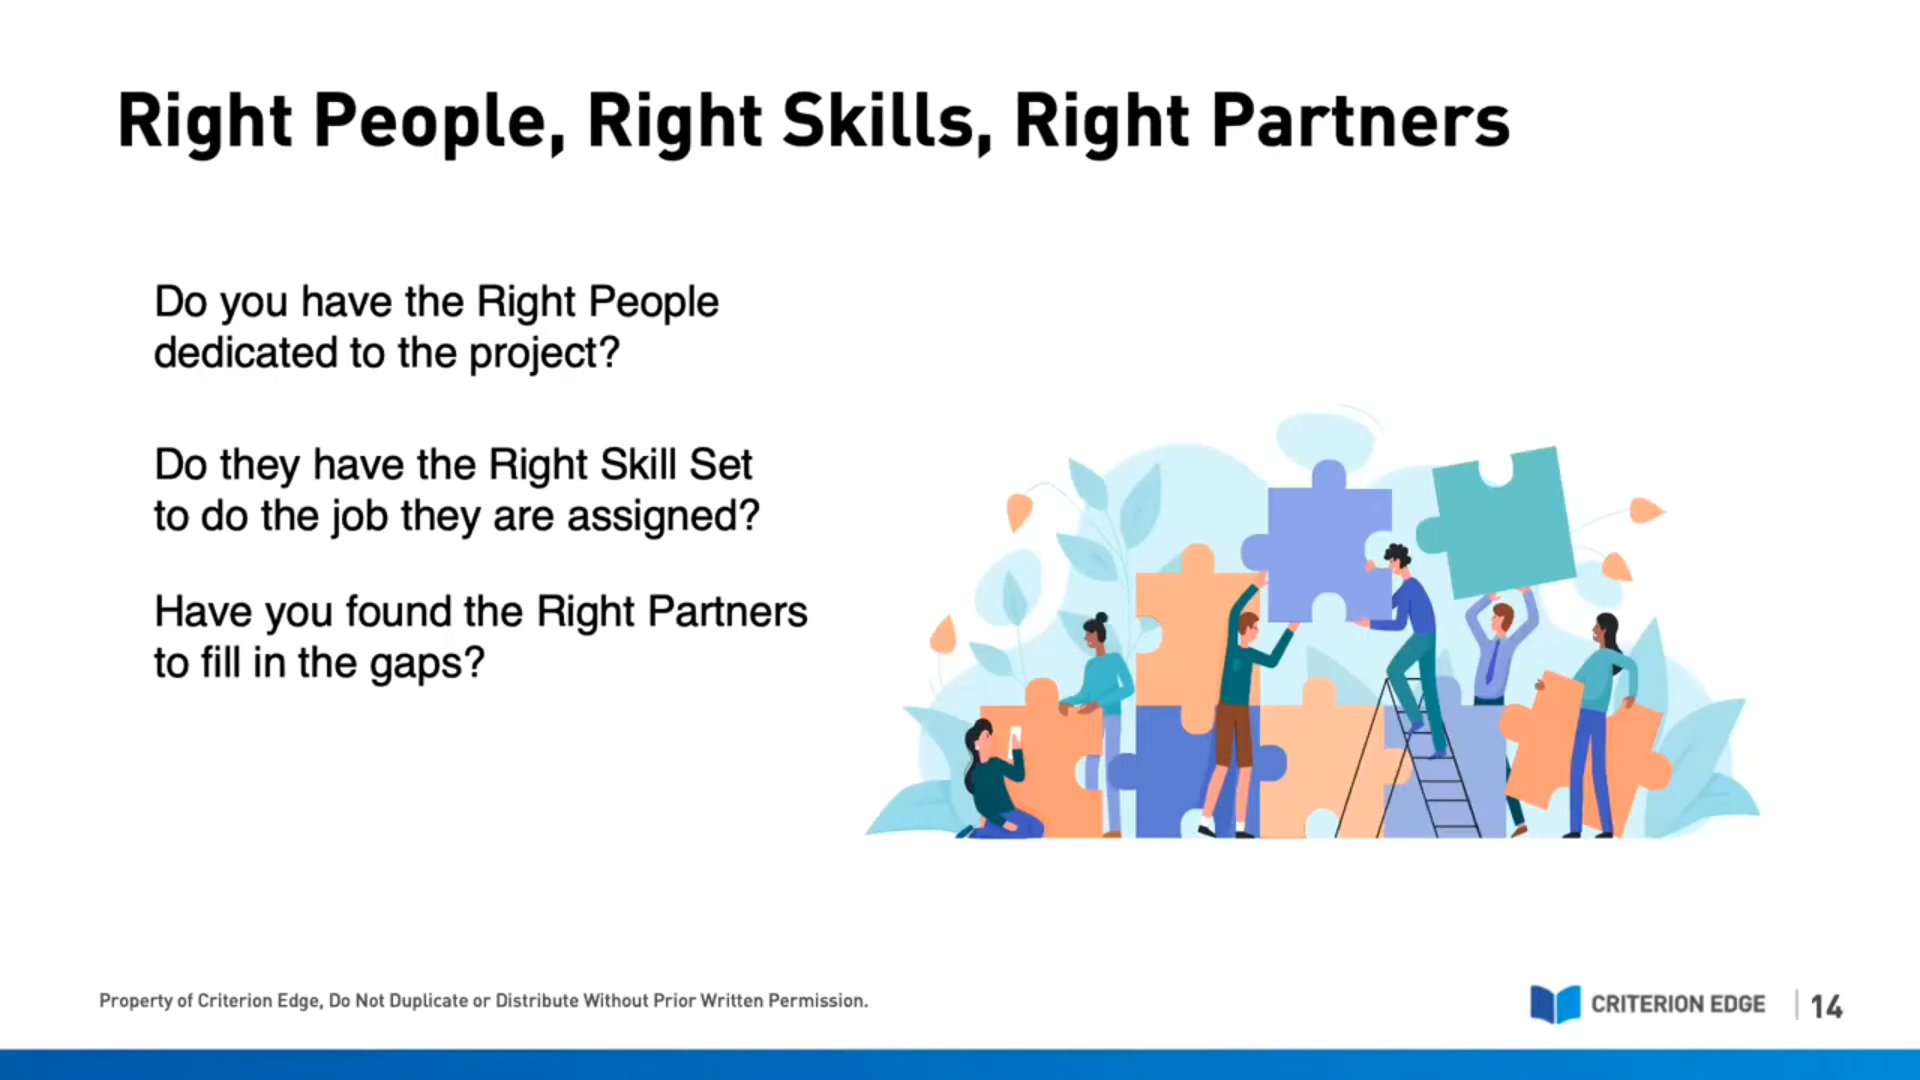 Right People, Right Skills, Right Partners
Do you have the Right People
dedicated to the project?
Do they have the Right Skill Set
to do the job they are assigned?
Have you found the Right Partners
to fill in the gaps?
Property of Criterion Edge, Do Not Duplicate or Distribute Without Prior Written Permission.
CRITERION EDGE
14